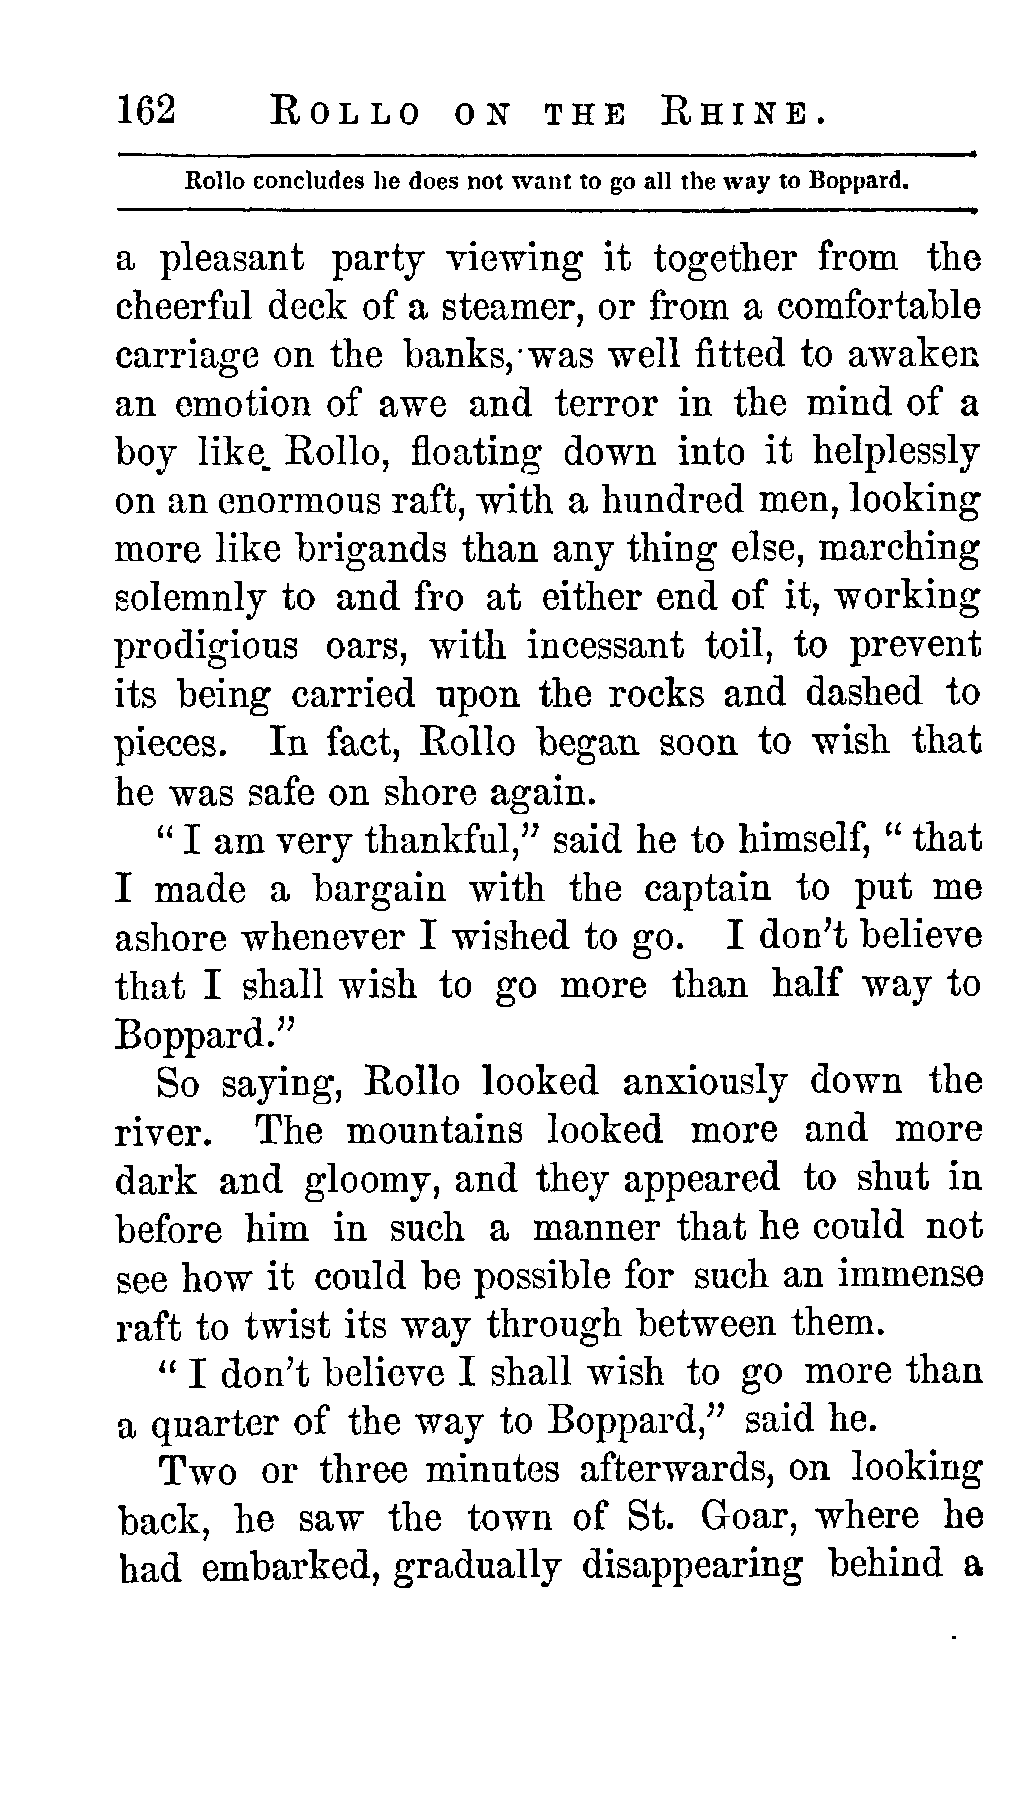 162 ROLLO ON THE RHINE.
Rollo concludes he does not want to go all the way to Boppard.
a pleasant party viewing it together from the
cheerful deck of a steamer, or from a comfortable
carriage on the banks, was well fitted to awaken
an emotion of awe and terror in the mind of a
boy like Rollo, floating down into it helplessly
on an enormous raft, with a hundred men, looking
more like brigands than any thing else, marching
solemnly to and fro at either end of it, working
prodigious oars, with incessant toil, to prevent
its being carried upon the rocks and dashed to
pieces. In fact, Rollo began soon to wish that
he was safe on shore again.
“ I am very thankful,” said he to himself, “ that
I made a bargain with the captain to put me
ashore whenever I wished to go. I don’t believe
that I shall wish to go more than half way to
Boppard.”
So saying, Rollo looked anxiously down the
river. The mountains looked more and more
dark and gloomy, and they appeared to shut in
before him in such a manner that he could not
see how it could be possible for such an immense
raft to twist its way through between them.
“ I don’t believe I shall wish to go more than
a quarter of the way to Boppard,” said he.
Two or three minutes afterwards, on looking
back, he saw the town of St. Goar, where he
had embarked, gradually disappearing behind a